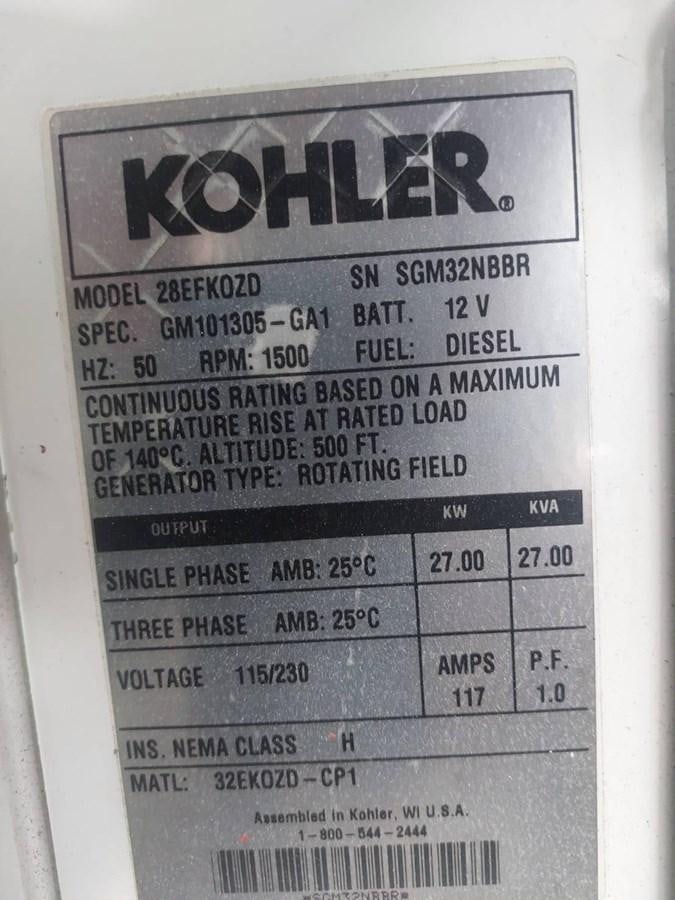 KOHLER®
MODEL 28EFKOZD SN SGM32NBBR
SPEC. GM101305-GA1 BATT. 12 V
HZ: 50 RPM: 1500 FUEL: DIESEL
CONTINUOUS RATING BASED ON A MAXIMUM
TEMPERATURE RISE AT RATED LOAD
OF 140°C. ALTITUDE: 500 FT.
GENERATOR TYPE: ROTATING FIELD
OUTPUT KW KVA
SINGLE PHASE AMB: 25°C 27.00 27.00
THREE PHASE AMB: 25°C
VOLTAGE 115/230 AMPS P.F.
117 1.0
INS. NEMA CLASS H
MATL: 32EKOZD-CP1
Assembled in Kohler, WI U.S.A.
1-800-544-2444
*SGM32NBBR*